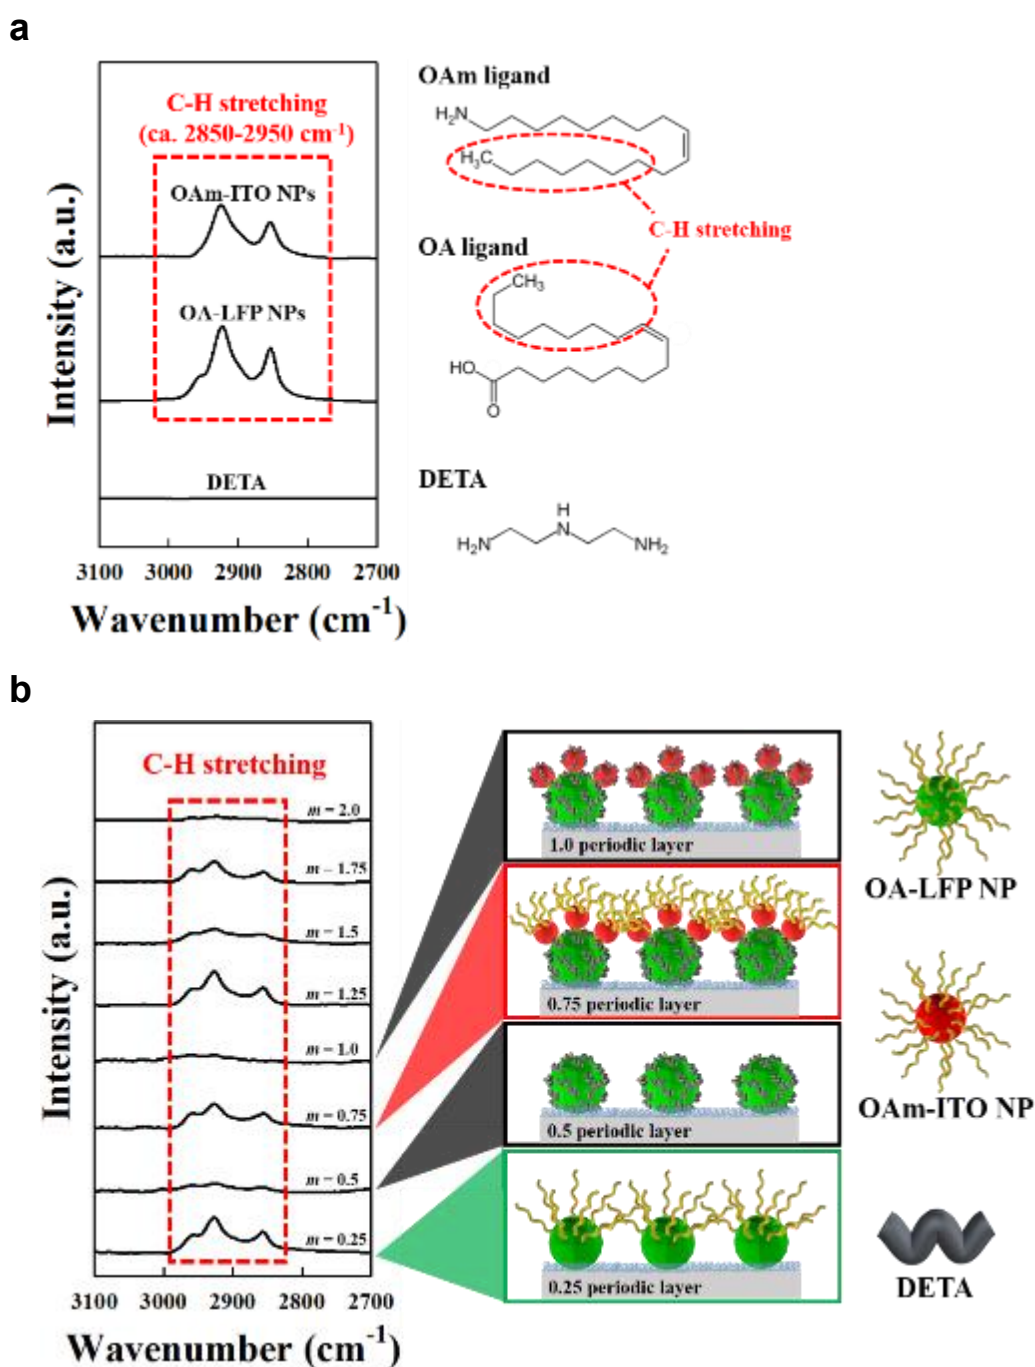 a
C-H stretching
(ca. 2850-2950 cm-1)
OAm-ITO NPs
OA-LFP NPs
DETA
Intensity (a.u.)
3100 3000 2900 2800 2700
Wavenumber (cm-1)
OAm ligand
H2N
H3C
C-H stretching
OA ligand
CH3
HO
O
DETA
H
H2N N NH2
b
C-H stretching
m = 2.0
m = 1.75
m = 1.5
m = 1.25
m = 1.0
m = 0.75
m = 0.5
m = 0.25
Intensity (a.u.)
3100 3000 2900 2800 2700
Wavenumber (cm-1)
1.0 periodic layer
0.75 periodic layer
0.5 periodic layer
0.25 periodic layer
OA-LFP NP
OAm-ITO NP
DETA